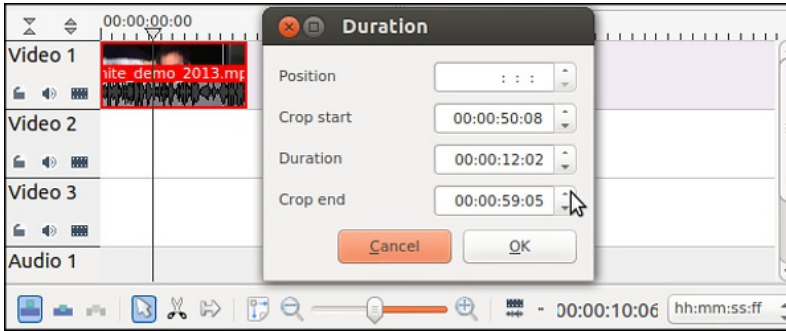 00:00:00:00
Duration
Video 1
hite_demo_2013.mp
Position : : :
Crop start 00:00:50:08
Video 2
Duration 00:00:12:02
Video 3
Crop end 00:00:59:05
Cancel OK
Audio 1
- 00:00:10:06 hh:mm:ss:ff